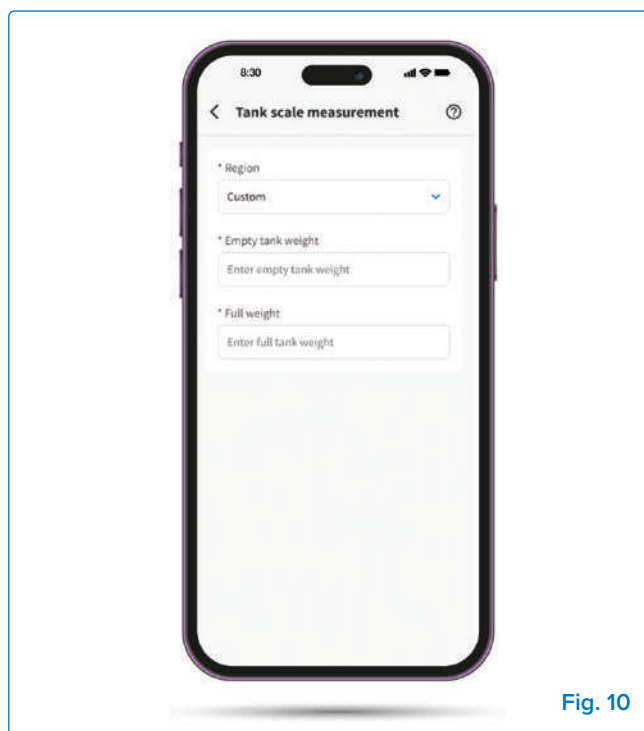 8:30
Tank scale measurement
* Region
Custom
* Empty tank weight
Enter empty tank weight
* Full weight
Enter full tank weight
Fig. 10